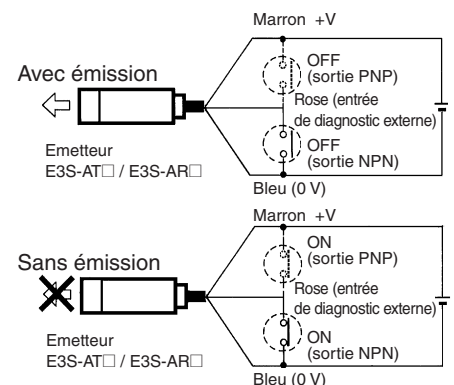 Marron +V
OFF
(sortie PNP)
Avec émission
Rose (entrée
de diagnostic externe)
OFF
(sortie NPN)
Emetteur
E3S-AT□ / E3S-AR□
Bleu (0 V)
Marron +V
ON
(sortie PNP)
Sans émission
Rose (entrée
de diagnostic externe)
ON
(sortie NPN)
Emetteur
E3S-AT□ / E3S-AR□
Bleu (0 V)